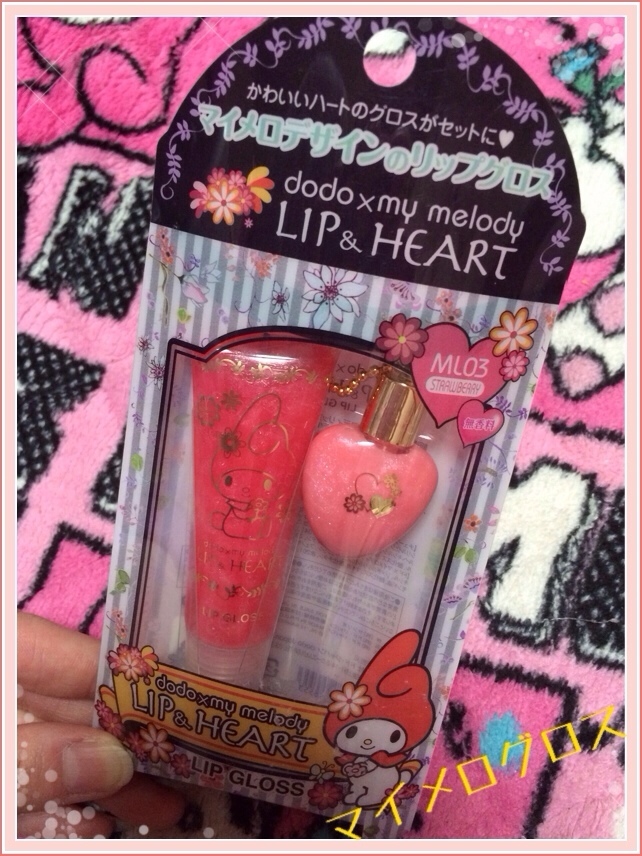 かわいいハートのグロスがセットに♥
マイメロデザインのリップグロス
dodo x my melody
LIP & HEART
ML03
STRAWBERRY
無香料
dodo x my melody
LIP & HEART
LIP GLOSS
マイメログロス